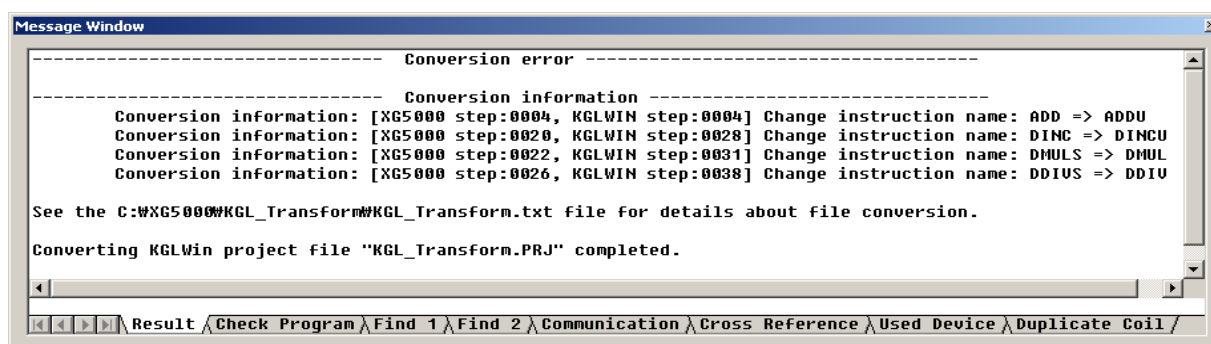 Message Window
--------------------------------- Conversion error -------------------------------------
--------------------------------- Conversion information --------------------------------
Conversion information: [XG5000 step:0004, KGLWIN step:0004] Change instruction name: ADD => ADDU
Conversion information: [XG5000 step:0020, KGLWIN step:0028] Change instruction name: DINC => DINCU
Conversion information: [XG5000 step:0022, KGLWIN step:0031] Change instruction name: DMULS => DMUL
Conversion information: [XG5000 step:0026, KGLWIN step:0038] Change instruction name: DDIVS => DDIV
See the C:₩XG5000₩KGL_Transform₩KGL_Transform.txt file for details about file conversion.
Converting KGLWin project file "KGL_Transform.PRJ" completed.
Result Check Program Find 1 Find 2 Communication Cross Reference Used Device Duplicate Coil